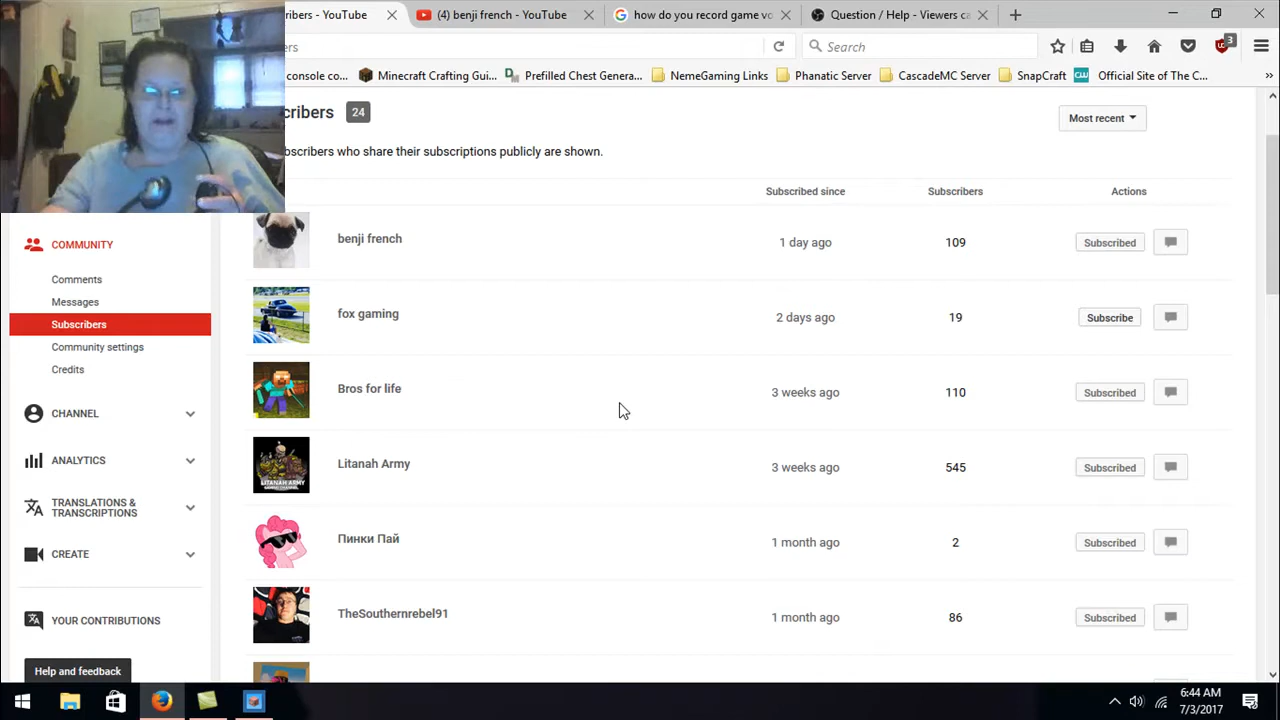 cribers - YouTube
(4) benji french - YouTube
how do you record game vo
Question / Help - Viewers ca
ers
Search
3
console co...
Minecraft Crafting Gui...
Prefilled Chest Genera...
NemeGaming Links
Phanatic Server
CascadeMC Server
SnapCraft
Official Site of The C...
cribers 24
Most recent
bscribers who share their subscriptions publicly are shown.
Subscribed since
Subscribers
Actions
COMMUNITY
Comments
Messages
Subscribers
Community settings
Credits
CHANNEL
ANALYTICS
TRANSLATIONS &
TRANSCRIPTIONS
CREATE
YOUR CONTRIBUTIONS
Help and feedback
benji french 1 day ago 109 Subscribed
fox gaming 2 days ago 19 Subscribe
Bros for life 3 weeks ago 110 Subscribed
Litanah Army 3 weeks ago 545 Subscribed
LITANAH ARMY
Пинки Пай 1 month ago 2 Subscribed
TheSouthernrebel91 1 month ago 86 Subscribed
6:44 AM
7/3/2017